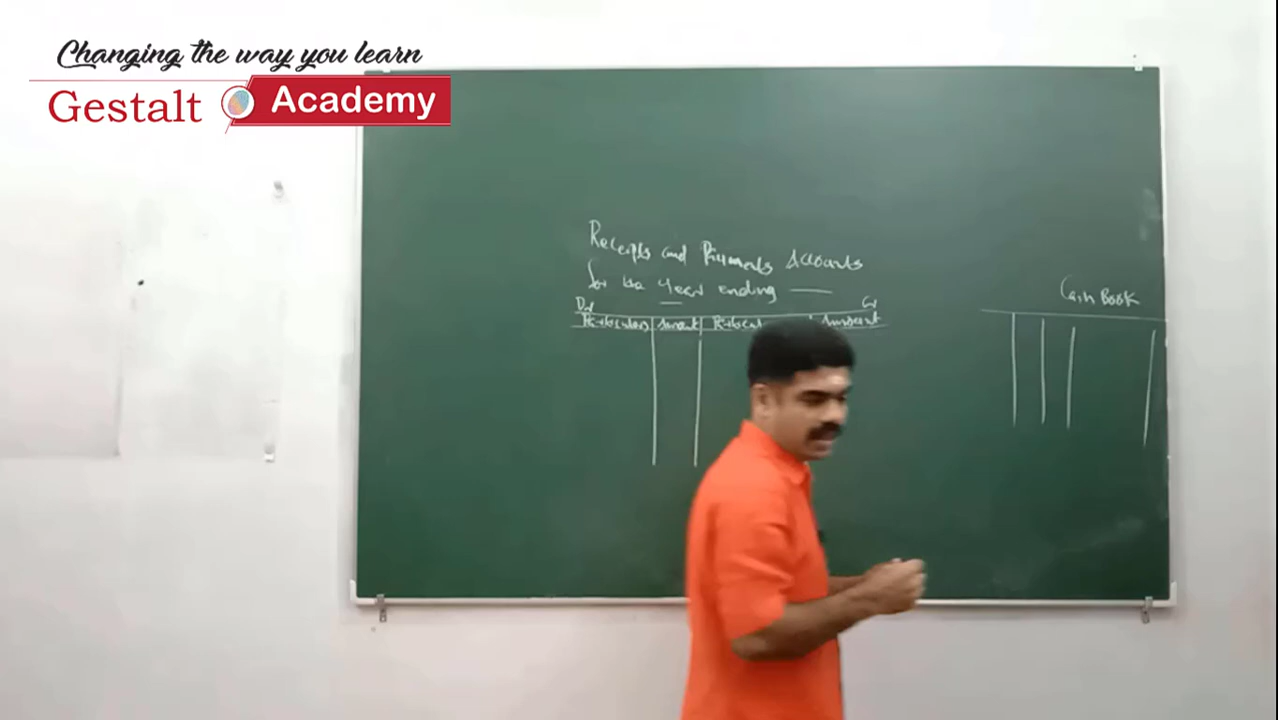 Changing the way you learn
Gestalt Academy
Receipts and Payments Accounts
for the Year ending ——
Dr Cr
Particulars Amount Amount
Cash Book